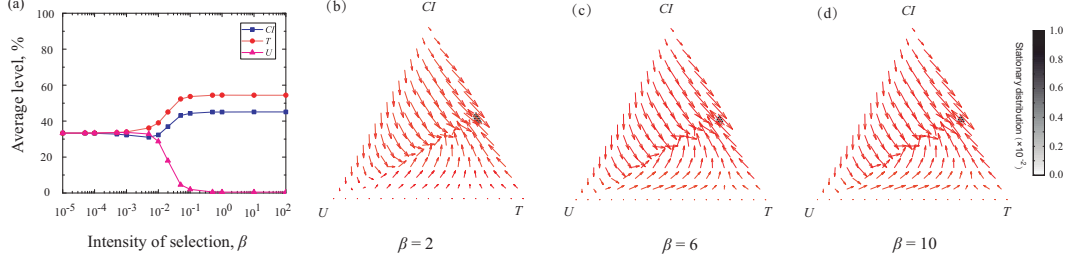 (a)
100
80
60
40
20
0
Average level, %
CI
T
U
10^-5 10^-4 10^-3 10^-2 10^-1 10^0 10^1 10^2
Intensity of selection, β
(b)
CI
U
T
β = 2
(c)
CI
U
T
β = 6
(d)
CI
U
T
β = 10
1.0
0.8
0.6
0.4
0.2
0.0
Stationary distribution (×10^-2)